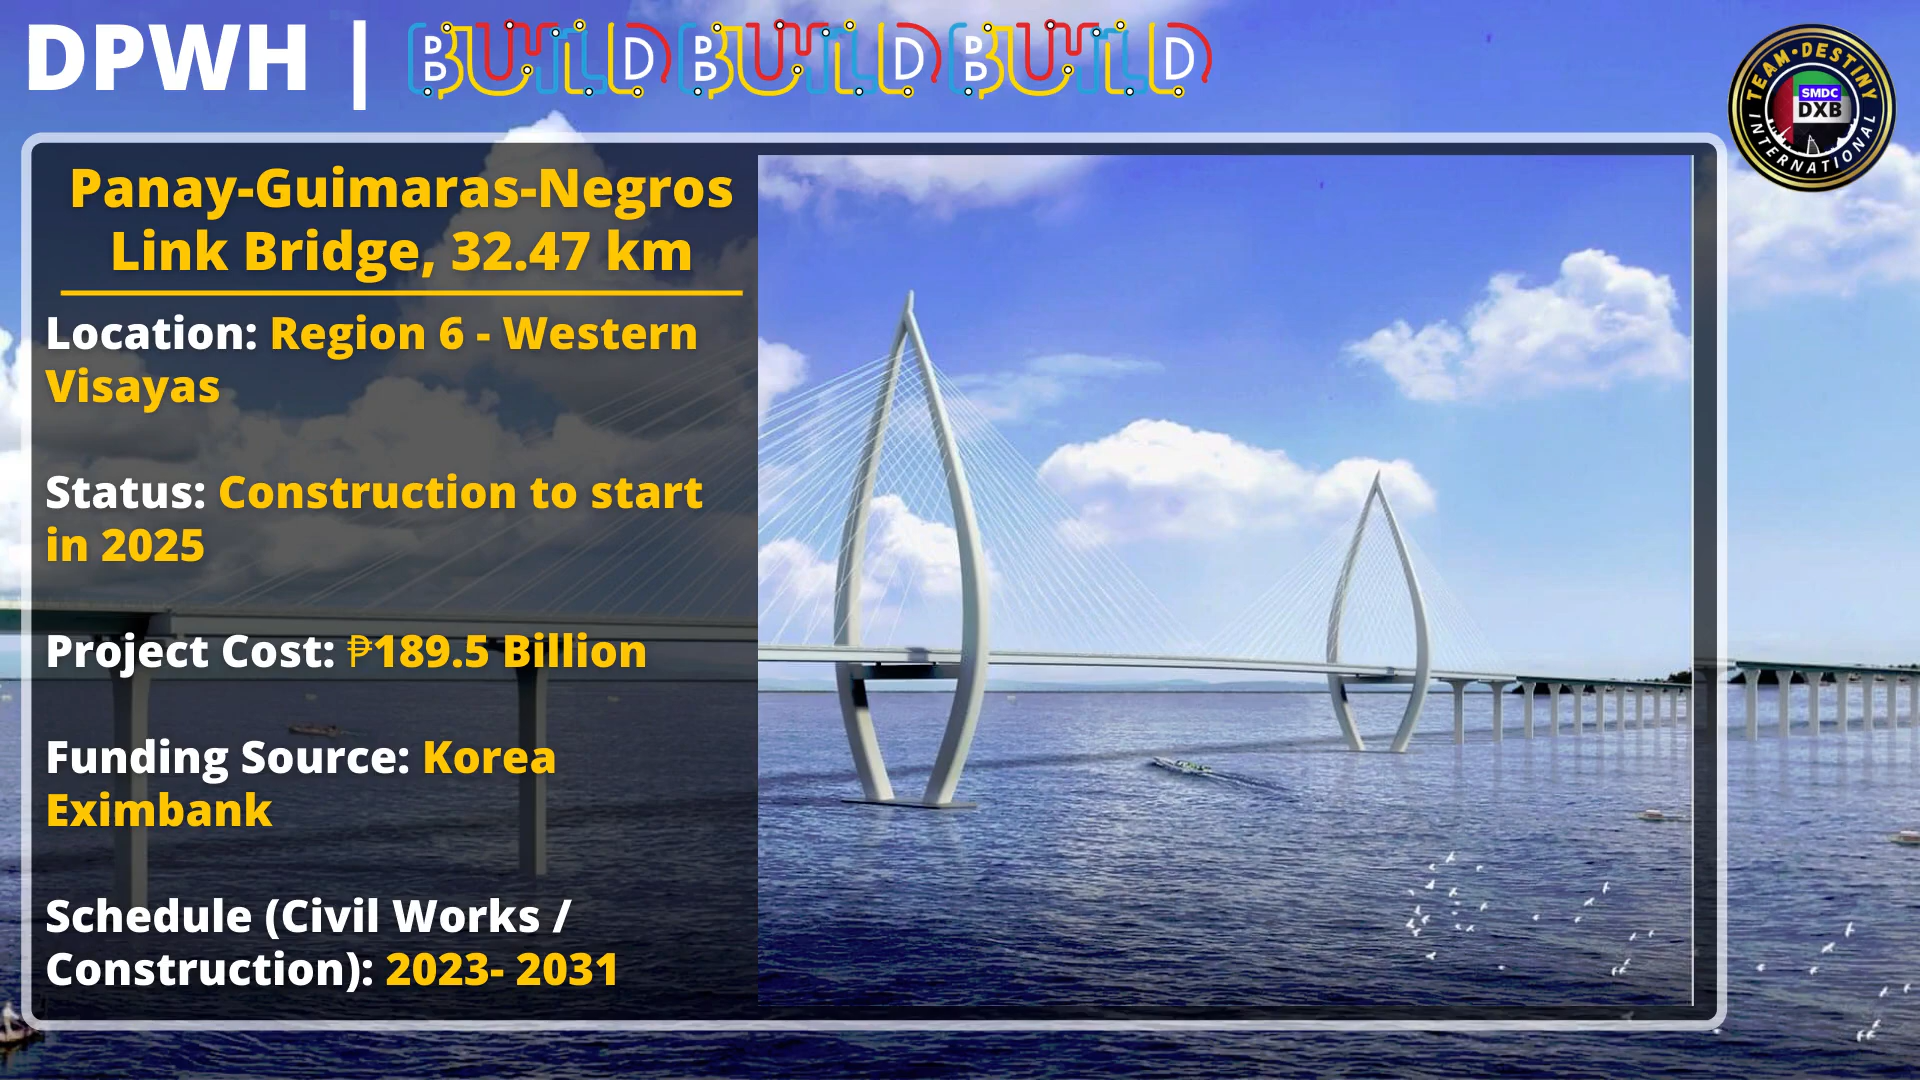 DPWH | BUILD BUILD BUILD
TEAM·DESTINY
SMDC
DXB
INTERNATIONAL
Panay-Guimaras-Negros
Link Bridge, 32.47 km
Location: Region 6 - Western
Visayas
Status: Construction to start
in 2025
Project Cost: ₱189.5 Billion
Funding Source: Korea
Eximbank
Schedule (Civil Works /
Construction): 2023- 2031